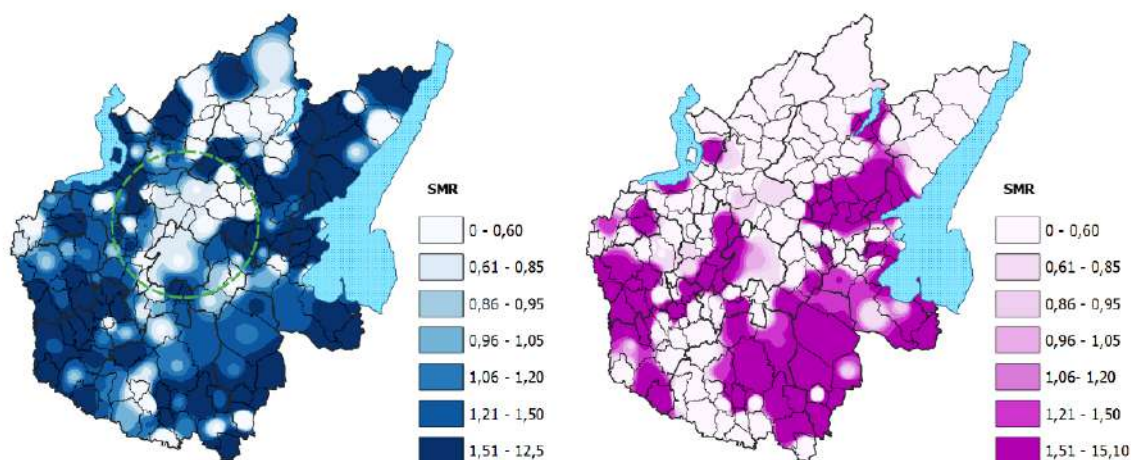 SMR
0 - 0,60
0,61 - 0,85
0,86 - 0,95
0,96 - 1,05
1,06 - 1,20
1,21 - 1,50
1,51 - 12,5
SMR
0 - 0,60
0,61 - 0,85
0,86 - 0,95
0,96 - 1,05
1,06- 1,20
1,21 - 1,50
1,51 - 15,10